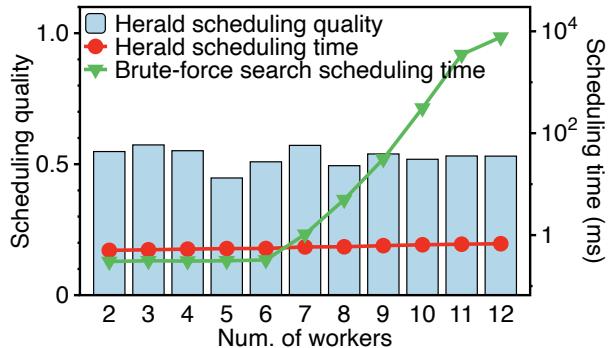 Herald scheduling quality
Herald scheduling time
Brute-force search scheduling time
Scheduling quality
1.0
0.5
0
Scheduling time (ms)
10^4
10^2
1
2 3 4 5 6 7 8 9 10 11 12
Num. of workers